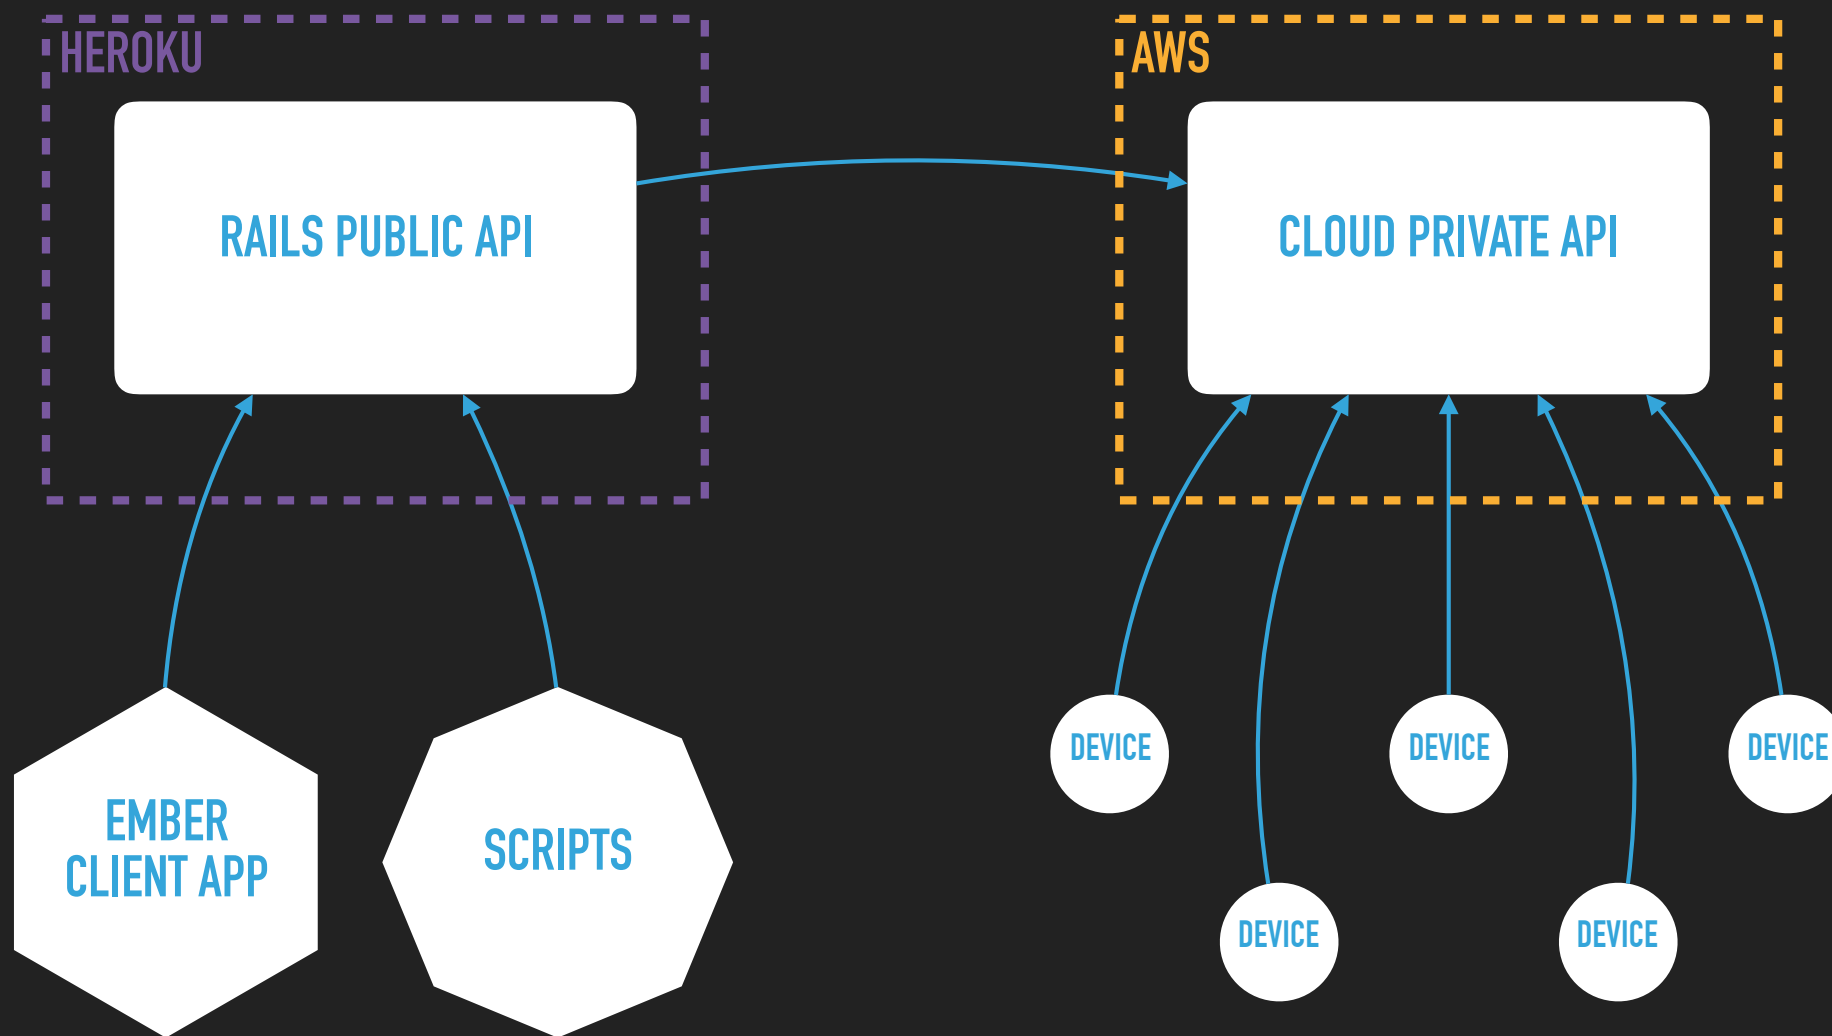 HEROKU
AWS
RAILS PUBLIC API
CLOUD PRIVATE API
EMBER
CLIENT APP
SCRIPTS
DEVICE
DEVICE
DEVICE
DEVICE
DEVICE